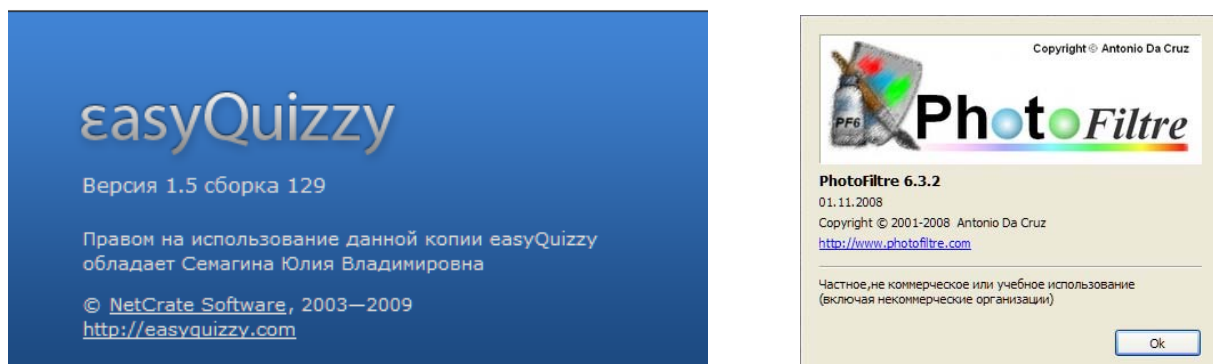 εasyQuizzy
Версия 1.5 сборка 129
Правом на использование данной копии easyQuizzy
обладает Семагина Юлия Владимировна
© NetCrate Software, 2003—2009
http://easyquizzy.com
Copyright © Antonio Da Cruz
PF6
PhotoFiltre
PhotoFiltre 6.3.2
01.11.2008
Copyright © 2001-2008 Antonio Da Cruz
http://www.photofiltre.com
Частное,не коммерческое или учебное использование
(включая некоммерческие организации)
Ok